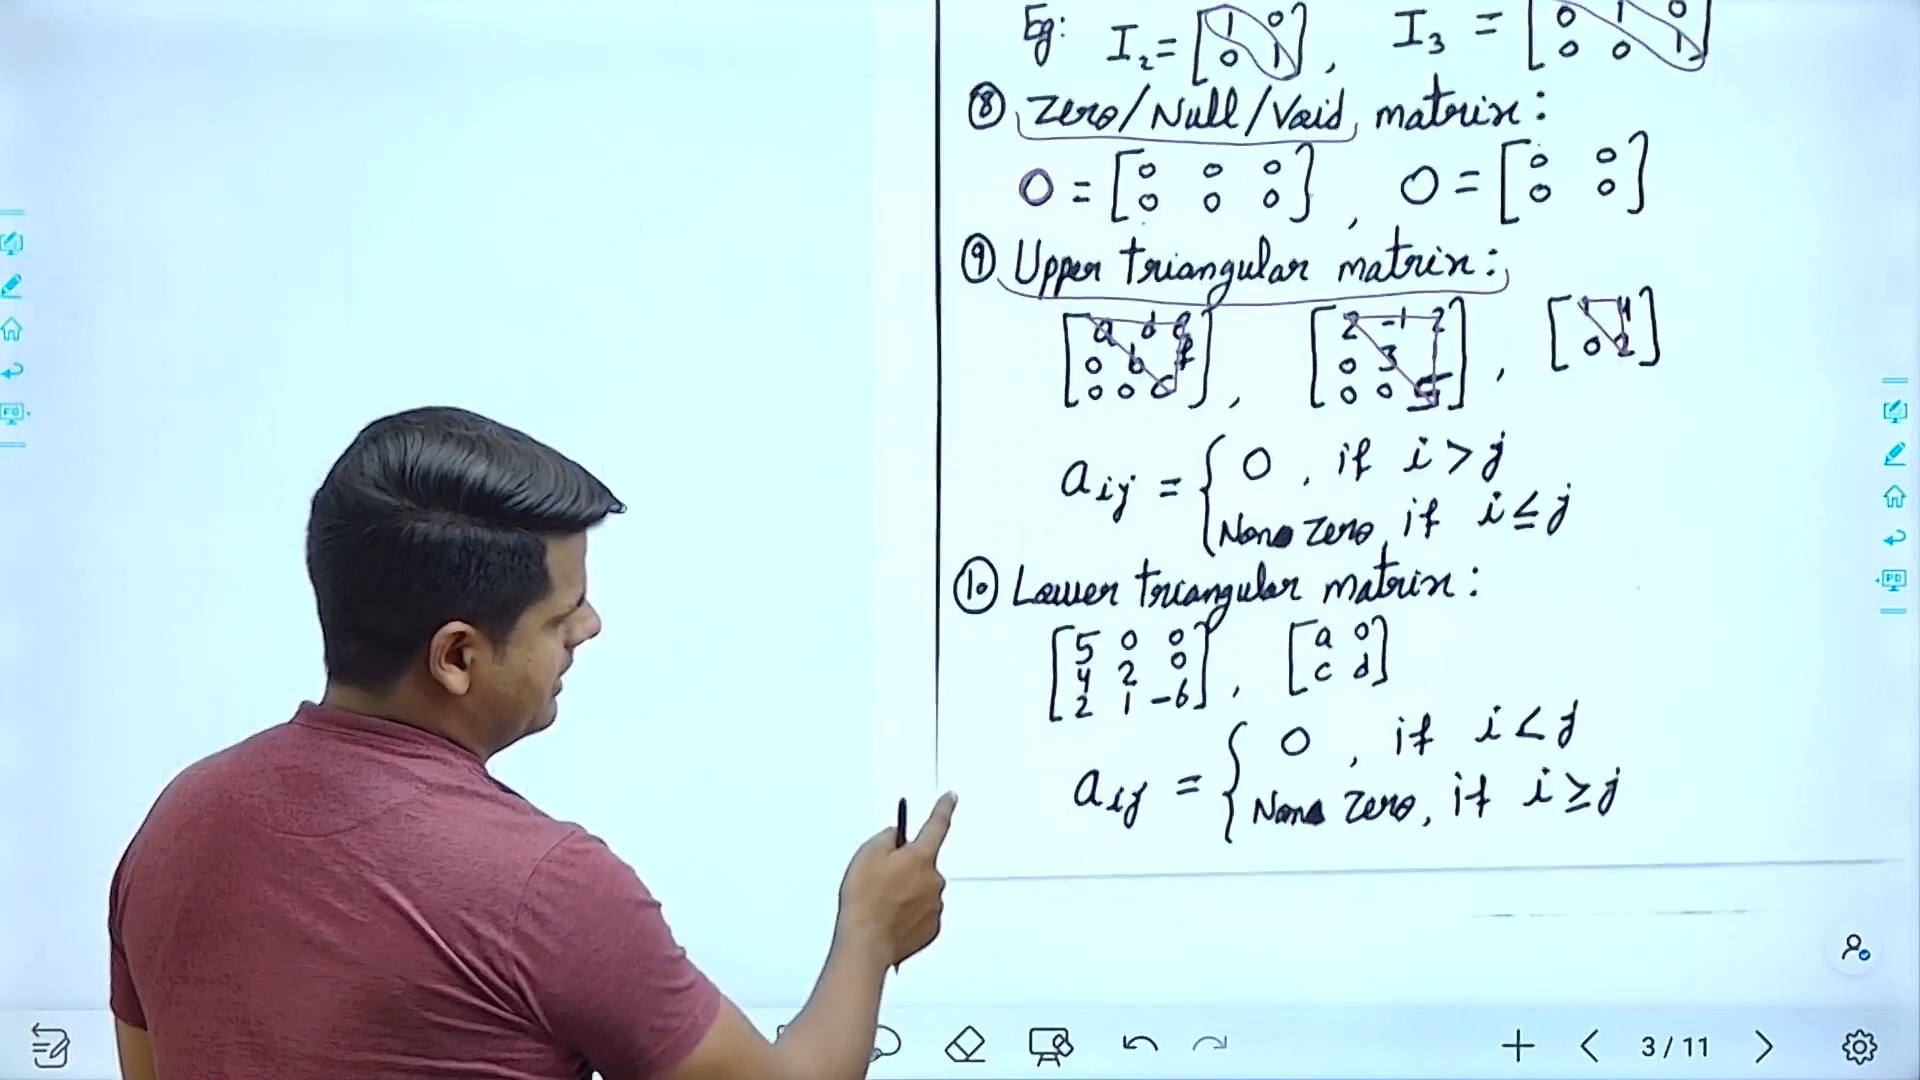 Eg: I₂ = [1 0; 0 1], I₃ = [0 1 0; 0 0 1]
⑧ Zero/Null/Void matrix:
O = [0 0 0; 0 0 0], O = [0 0; 0 0]
⑨ Upper triangular matrix:
[a d e; 0 b f; 0 0 c], [2 -1 2; 0 3; 0 0 5], [1 4; 0 2]
aij = { 0, if i > j
Non Zero, if i ≤ j
⑩ Lower triangular matrix:
[5 0 0; 4 2 0; 2 1 -6], [a 0; c d]
aij = { 0, if i < j
Non Zero, if i ≥ j
3 / 11